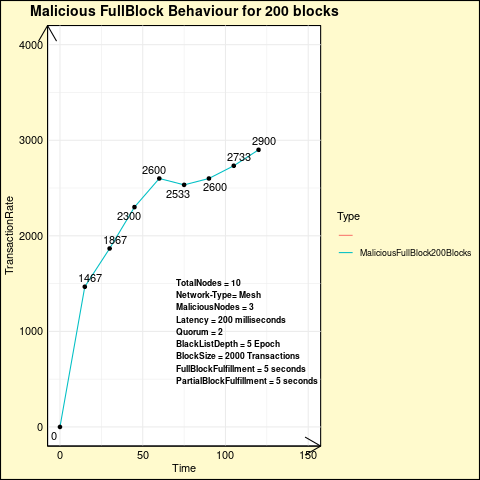 Malicious FullBlock Behaviour for 200 blocks
TransactionRate
4000
3000
2000
1000
0
0
1467
1867
2300
2600
2533
2600
2733
2900
TotalNodes = 10
Network-Type= Mesh
MaliciousNodes = 3
Latency = 200 milliseconds
Quorum = 2
BlackListDepth = 5 Epoch
BlockSize = 2000 Transactions
FullBlockFulfillment = 5 seconds
PartialBlockFulfillment = 5 seconds
0 50 100 150
Time
Type
MaliciousFullBlock200Blocks